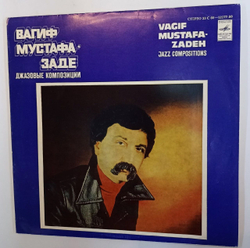 ВАГИФ
МУСТАФА-
ЗАДЕ
ДЖАЗОВЫЕ КОМПОЗИЦИИ
VAGIF
MUSTAFA-
ZADEH
JAZZ COMPOSITIONS